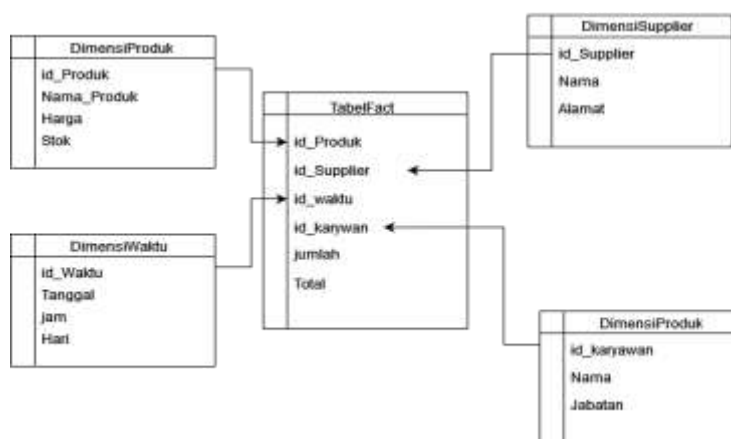 DimensiProduk
id_Produk
Nama_Produk
Harga
Stok
DimensiWaktu
id_Waktu
Tanggal
jam
Hari
TabelFact
id_Produk
id_Supplier
id_waktu
id_karywan
jumlah
Total
DimensiSupplier
id_Supplier
Nama
Alamat
DimensiProduk
id_karyawan
Nama
Jabatan